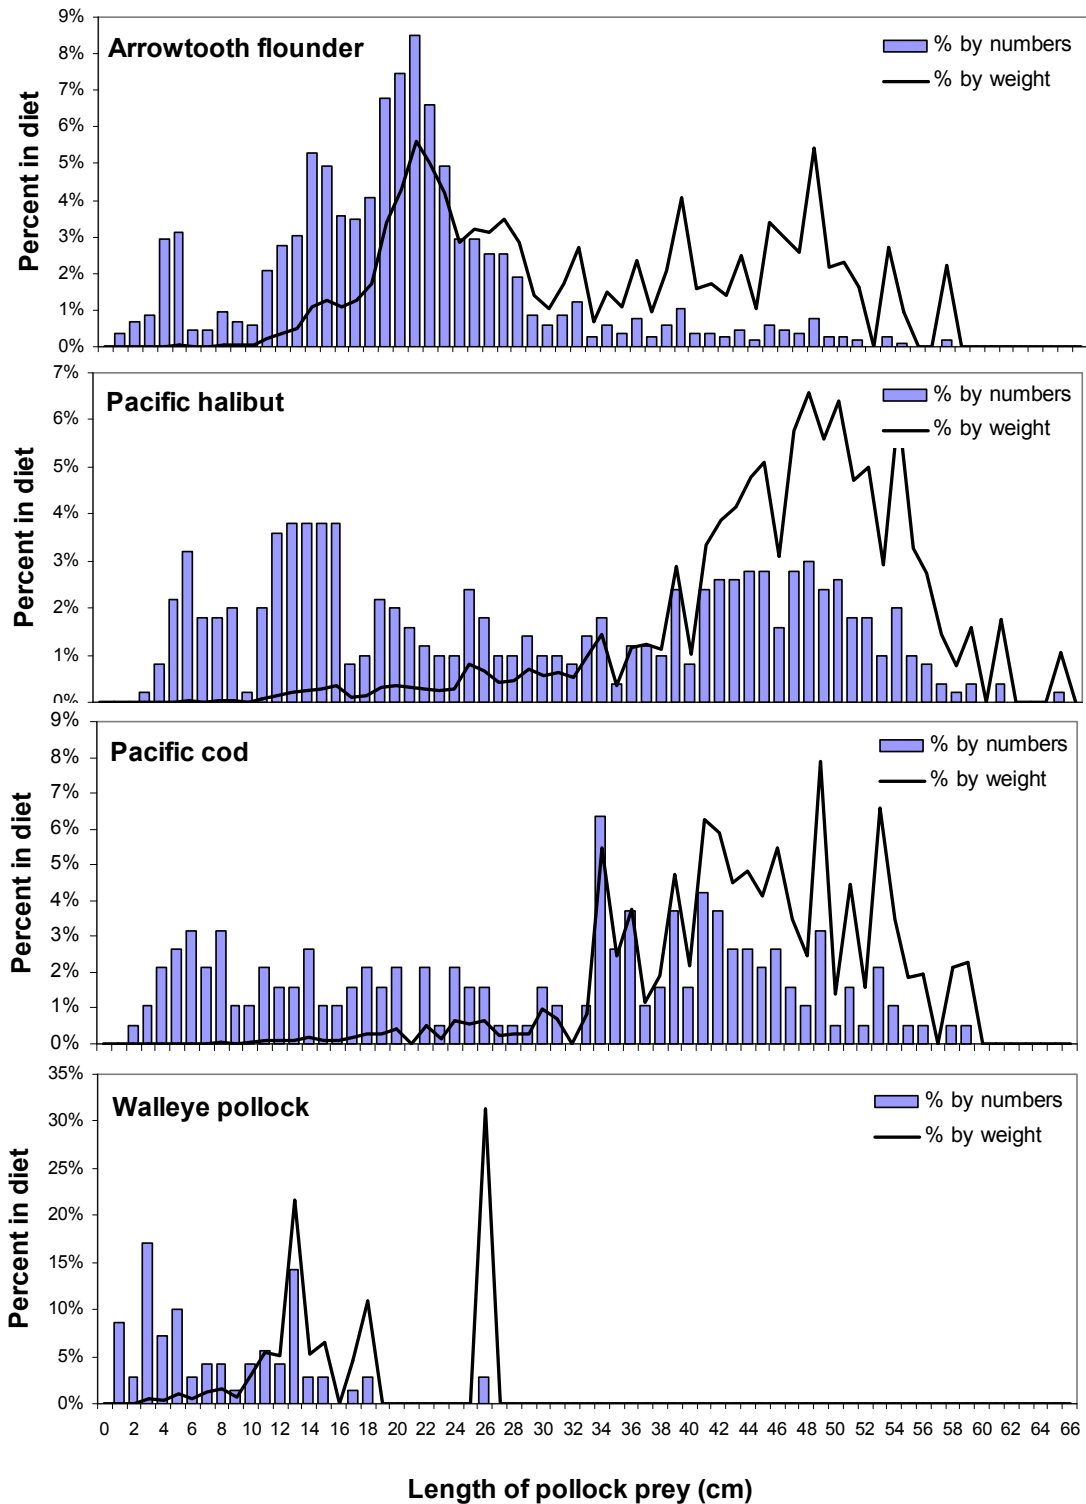 Arrowtooth flounder
% by numbers
% by weight
Percent in diet
9%
8%
7%
6%
5%
4%
3%
2%
1%
0%
Pacific halibut
% by numbers
% by weight
Percent in diet
7%
6%
5%
4%
3%
2%
1%
0%
Pacific cod
% by numbers
% by weight
Percent in diet
9%
8%
7%
6%
5%
4%
3%
2%
1%
0%
Walleye pollock
% by numbers
% by weight
Percent in diet
35%
30%
25%
20%
15%
10%
5%
0%
0 2 4 6 8 10 12 14 16 18 20 22 24 26 28 30 32 34 36 38 40 42 44 46 48 50 52 54 56 58 60 62 64 66
Length of pollock prey (cm)